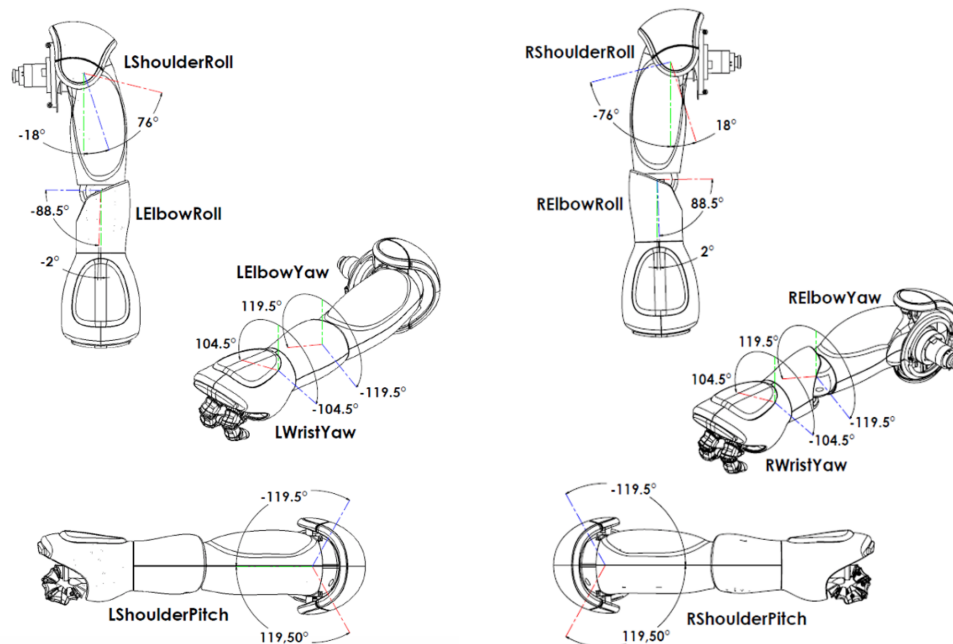 LShoulderRoll
-18°
76°
-88.5°
LElbowRoll
-2°
RShoulderRoll
-76°
18°
RElbowRoll
88.5°
2°
LElbowYaw
119.5°
104.5°
-119.5°
-104.5°
LWristYaw
RElbowYaw
119.5°
104.5°
-119.5°
-104.5°
RWristYaw
-119.5°
LShoulderPitch
119,50°
-119.5°
RShoulderPitch
119,50°